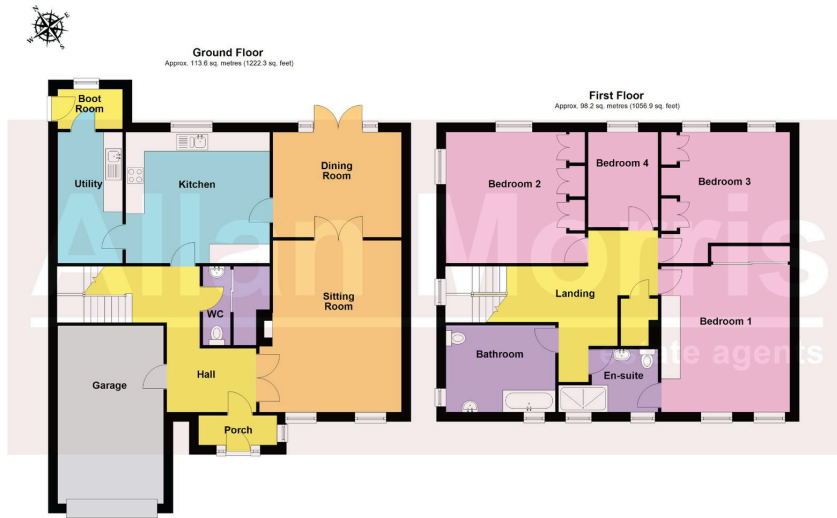 N
E
W
S
Ground Floor
Approx. 113.6 sq. metres (1222.3 sq. feet)
Boot
Room
Utility
Kitchen
Dining
Room
Sitting
Room
WC
Hall
Garage
Porch
First Floor
Approx. 98.2 sq. metres (1056.9 sq. feet)
Bedroom 2
Bedroom 4
Bedroom 3
Landing
Bedroom 1
Bathroom
En-suite
Allan Morris
estate agents